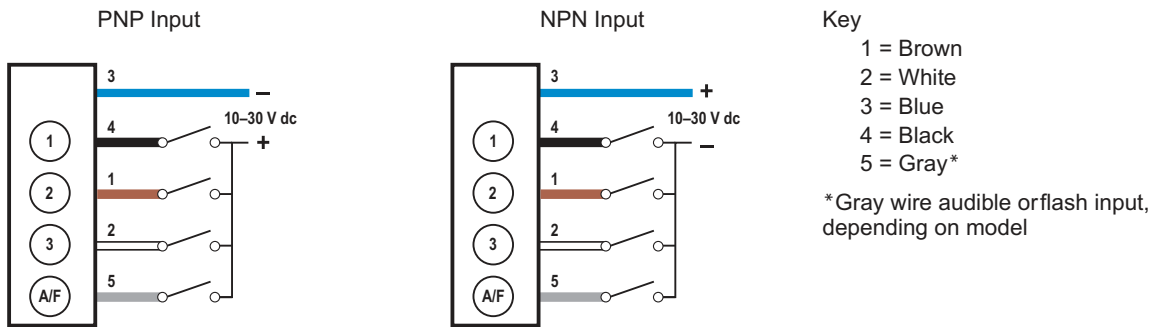 PNP Input
3
–
10–30 V dc
1
4
+
2
1
3
2
A/F
5
NPN Input
3
+
10–30 V dc
1
4
–
2
1
3
2
A/F
5
Key
1 = Brown
2 = White
3 = Blue
4 = Black
5 = Gray*
*Gray wire audible orflash input,
depending on model